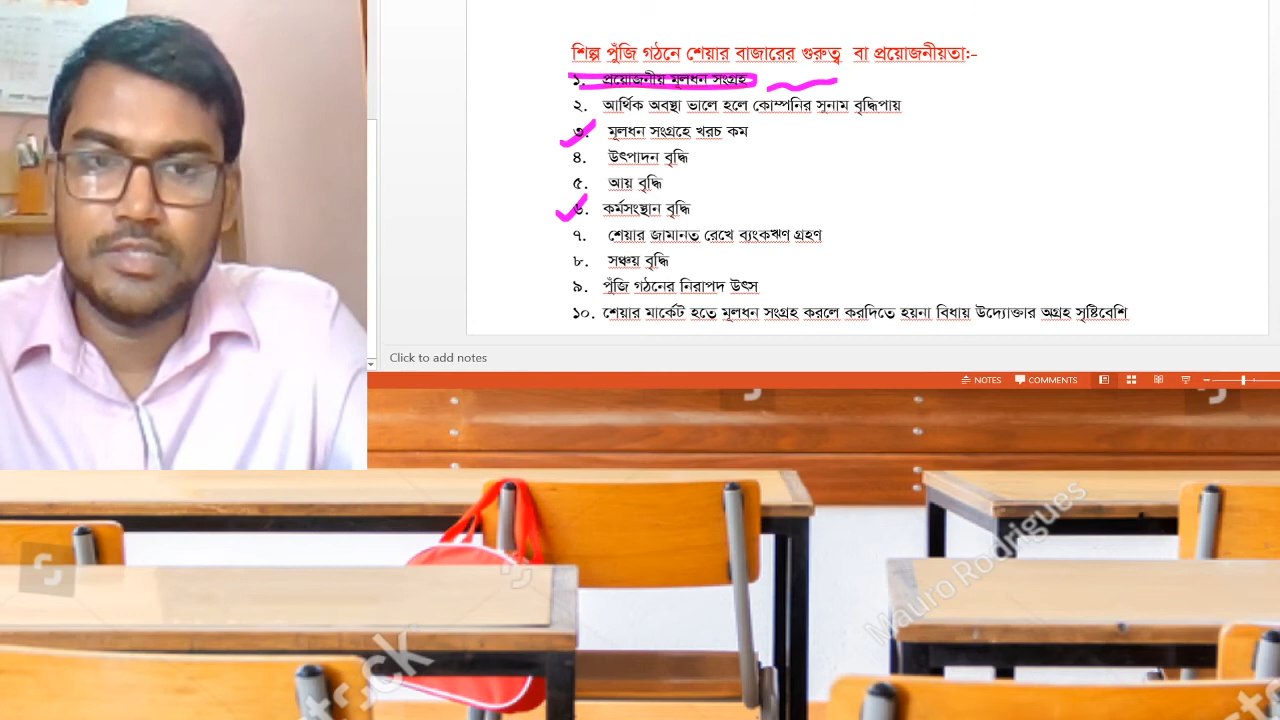 শিল্প পুঁজি গঠনে শেয়ার বাজারের গুরুত্ব বা প্রয়োজনীয়তা:-
১. প্রয়োজনীয় মূলধন সংগ্রহ
২. আর্থিক অবস্থা ভালে হলে কোম্পনির সুনাম বৃদ্ধিপায়
৩. মূলধন সংগ্রহে খরচ কম
৪. উৎপাদন বৃদ্ধি
৫. আয় বৃদ্ধি
৬. কর্মসংস্থান বৃদ্ধি
৭. শেয়ার জামানত রেখে ব্যংকঋণ গ্রহণ
৮. সঞ্চয় বৃদ্ধি
৯. পুঁজি গঠনের নিরাপদ উৎস
১০. শেয়ার মার্কেট হতে মূলধন সংগ্রহ করলে করদিতে হয়না বিধায় উদ্যোক্তার অগ্রহ সৃষ্টিবেশি
Click to add notes
NOTES COMMENTS
Mauro Rodrigues